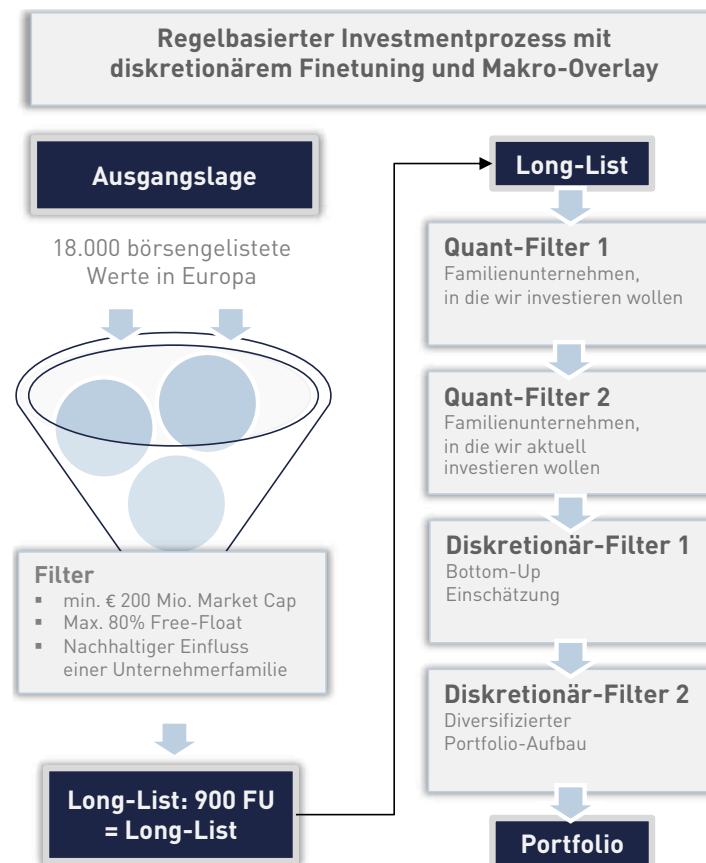 Regelbasierter Investmentprozess mit
diskretionärem Finetuning und Makro-Overlay
Ausgangslage
18.000 börsengelistete
Werte in Europa
Filter
▪ min. € 200 Mio. Market Cap
▪ Max. 80% Free-Float
▪ Nachhaltiger Einfluss
einer Unternehmerfamilie
Long-List: 900 FU
= Long-List
Long-List
Quant-Filter 1
Familienunternehmen,
in die wir investieren wollen
Quant-Filter 2
Familienunternehmen,
in die wir aktuell
investieren wollen
Diskretionär-Filter 1
Bottom-Up
Einschätzung
Diskretionär-Filter 2
Diversifizierter
Portfolio-Aufbau
Portfolio